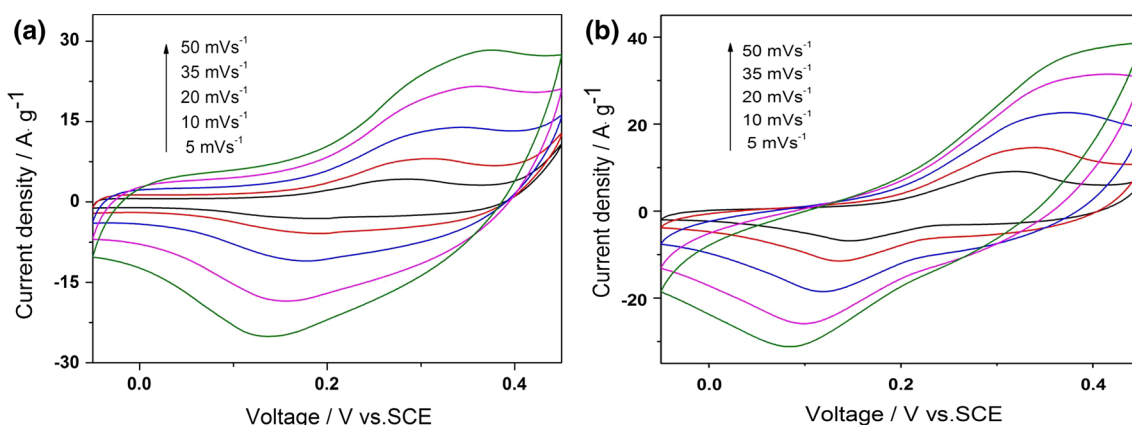 (a)
30
15
0
-15
-30
Current density / A· g⁻¹
50 mVs⁻¹
35 mVs⁻¹
20 mVs⁻¹
10 mVs⁻¹
5 mVs⁻¹
0.0 0.2 0.4
Voltage / V vs.SCE
(b)
40
20
0
-20
Current density / A· g⁻¹
50 mVs⁻¹
35 mVs⁻¹
20 mVs⁻¹
10 mVs⁻¹
5 mVs⁻¹
0.0 0.2 0.4
Voltage / V vs.SCE